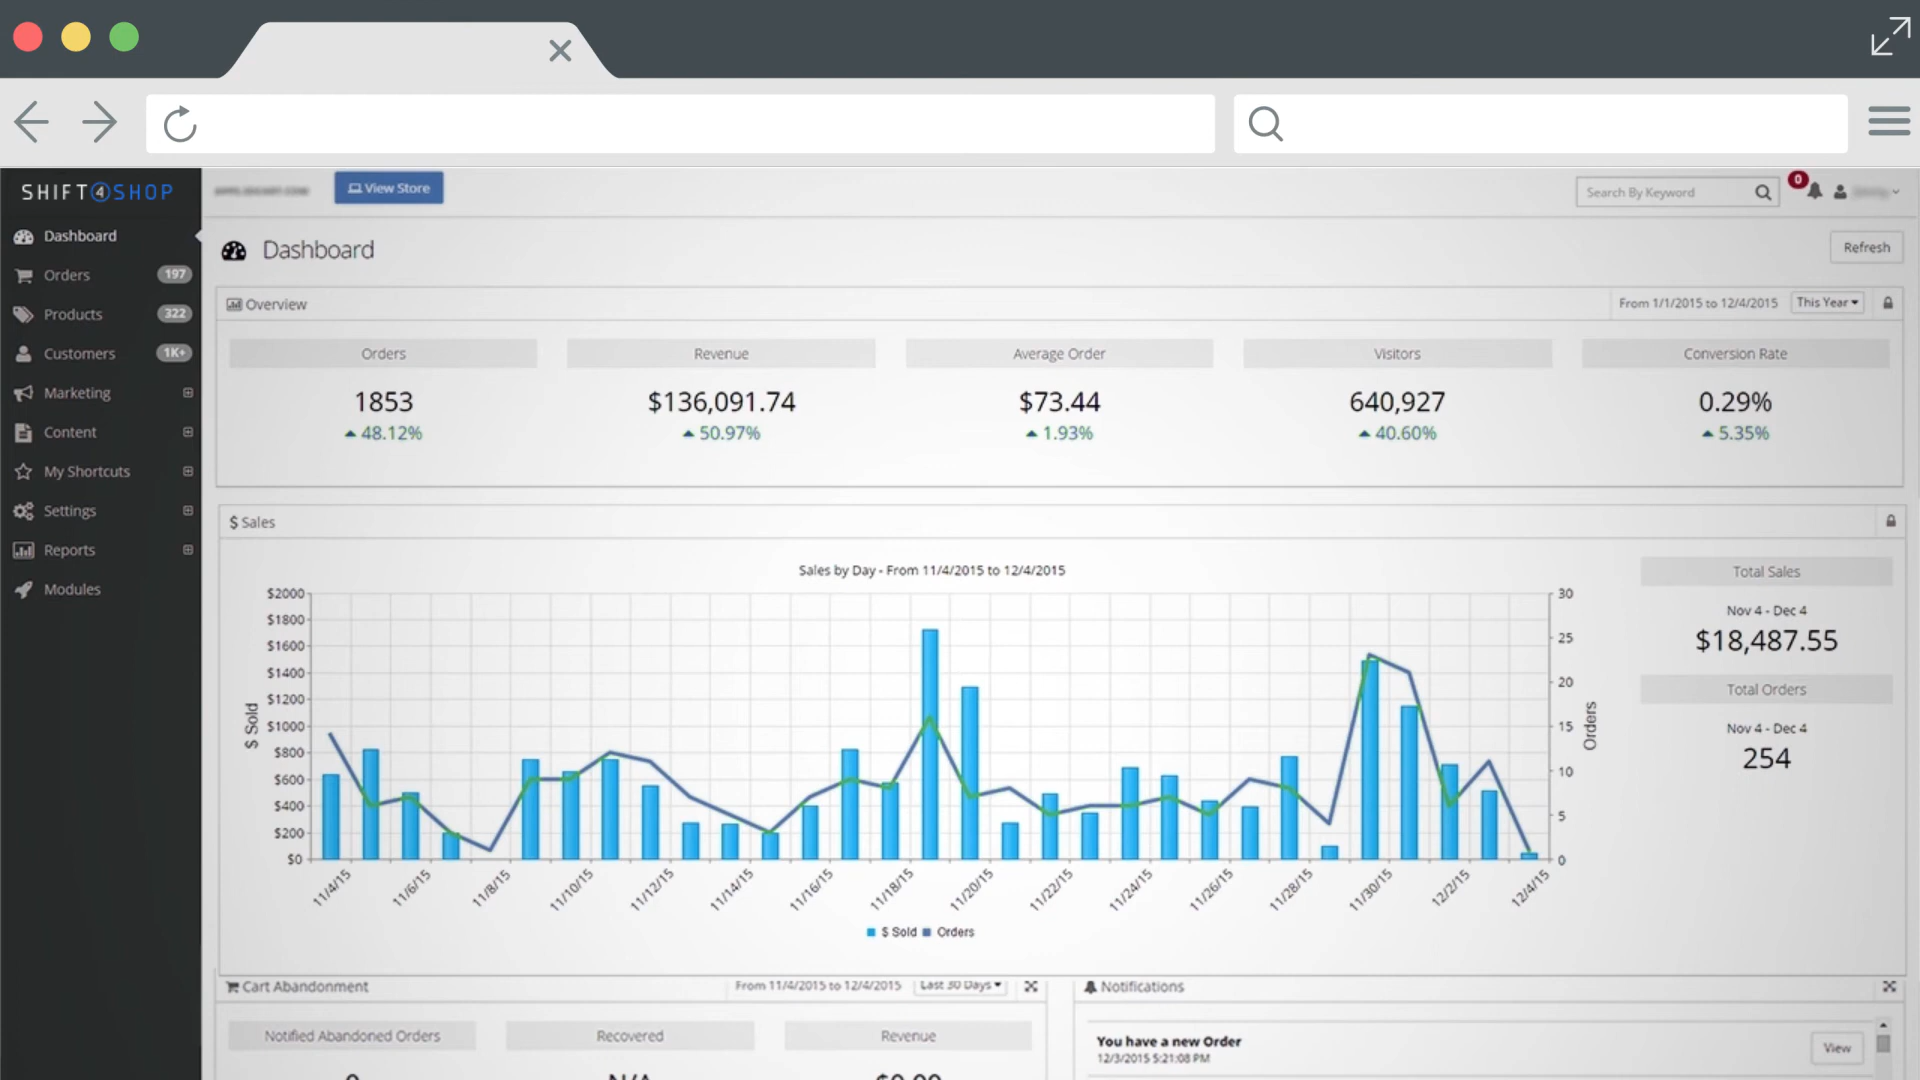 SHIFT4SHOP
View Store
Search By Keyword
0
Dashboard
Orders 197
Products 322
Customers 1K+
Marketing
Content
My Shortcuts
Settings
Reports
Modules
Dashboard
Refresh
Overview
From 1/1/2015 to 12/4/2015 This Year
Orders Revenue Average Order Visitors Conversion Rate
1853 $136,091.74 $73.44 640,927 0.29%
48.12% 50.97% 1.93% 40.60% 5.35%
$ Sales
Sales by Day - From 11/4/2015 to 12/4/2015
$2000
$1800
$1600
$1400
$1200
$1000
$800
$600
$400
$200
$0
$ Sold
30
25
20
15
10
5
0
Orders
11/4/15 11/6/15 11/8/15 11/10/15 11/12/15 11/14/15 11/16/15 11/18/15 11/20/15 11/22/15 11/24/15 11/26/15 11/28/15 11/30/15 12/2/15 12/4/15
$ Sold Orders
Total Sales
Nov 4 - Dec 4
$18,487.55
Total Orders
Nov 4 - Dec 4
254
Cart Abandonment
From 11/4/2015 to 12/4/2015 Last 30 Days
Notified Abandoned Orders Recovered Revenue
0 N/A $0.00
Notifications
You have a new Order
12/3/2015 5:21:08 PM
View